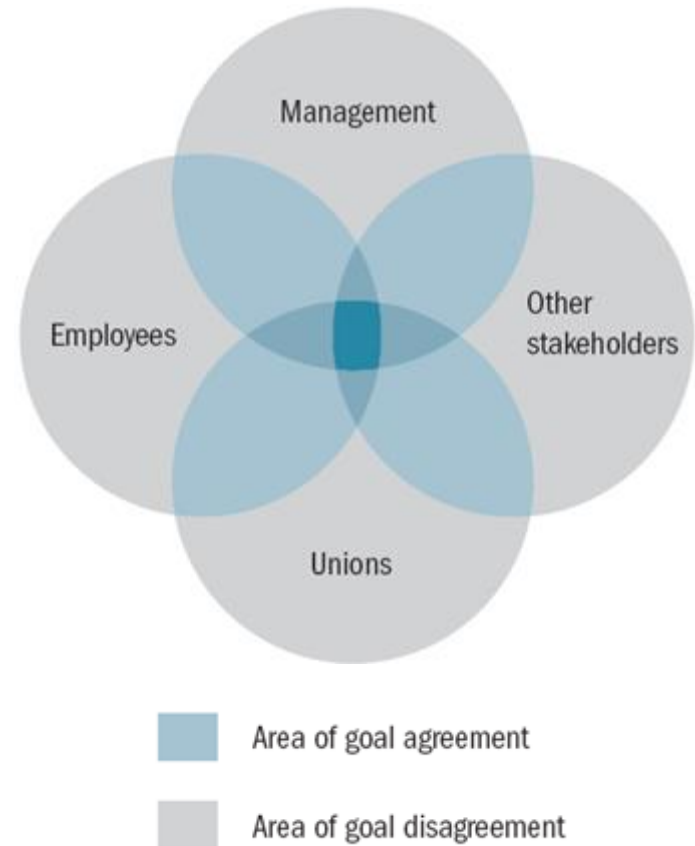 Management
Employees
Other
stakeholders
Unions
Area of goal agreement
Area of goal disagreement